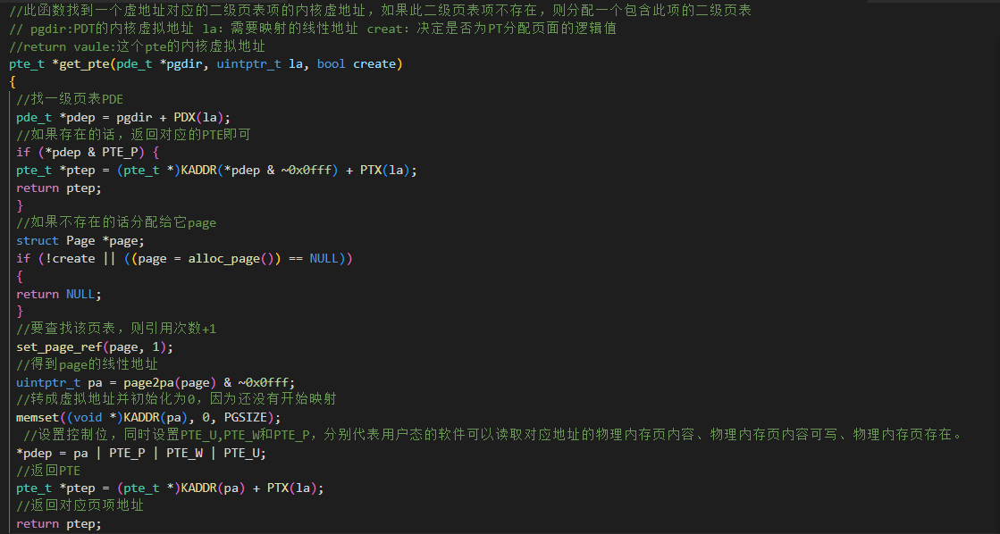 //此函数找到一个虚地址对应的二级页表项的内核虚地址，如果此二级页表项不存在，则分配一个包含此项的二级页表
// pgdir:PDT的内核虚拟地址 la：需要映射的线性地址 creat：决定是否为PT分配页面的逻辑值
//return vaule:这个pte的内核虚拟地址
pte_t *get_pte(pde_t *pgdir, uintptr_t la, bool create)
{
//找一级页表PDE
pde_t *pdep = pgdir + PDX(la);
//如果存在的话，返回对应的PTE即可
if (*pdep & PTE_P) {
pte_t *ptep = (pte_t *)KADDR(*pdep & ~0x0fff) + PTX(la);
return ptep;
}
//如果不存在的话分配给它page
struct Page *page;
if (!create || ((page = alloc_page()) == NULL))
{
return NULL;
}
//要查找该页表，则引用次数+1
set_page_ref(page, 1);
//得到page的线性地址
uintptr_t pa = page2pa(page) & ~0x0fff;
//转成虚拟地址并初始化为0，因为还没有开始映射
memset((void *)KADDR(pa), 0, PGSIZE);
//设置控制位，同时设置PTE_U,PTE_W和PTE_P，分别代表用户态的软件可以读取对应地址的物理内存页内容、物理内存页内容可写、物理内存页存在。
*pdep = pa | PTE_P | PTE_W | PTE_U;
//返回PTE
pte_t *ptep = (pte_t *)KADDR(pa) + PTX(la);
//返回对应页项地址
return ptep;